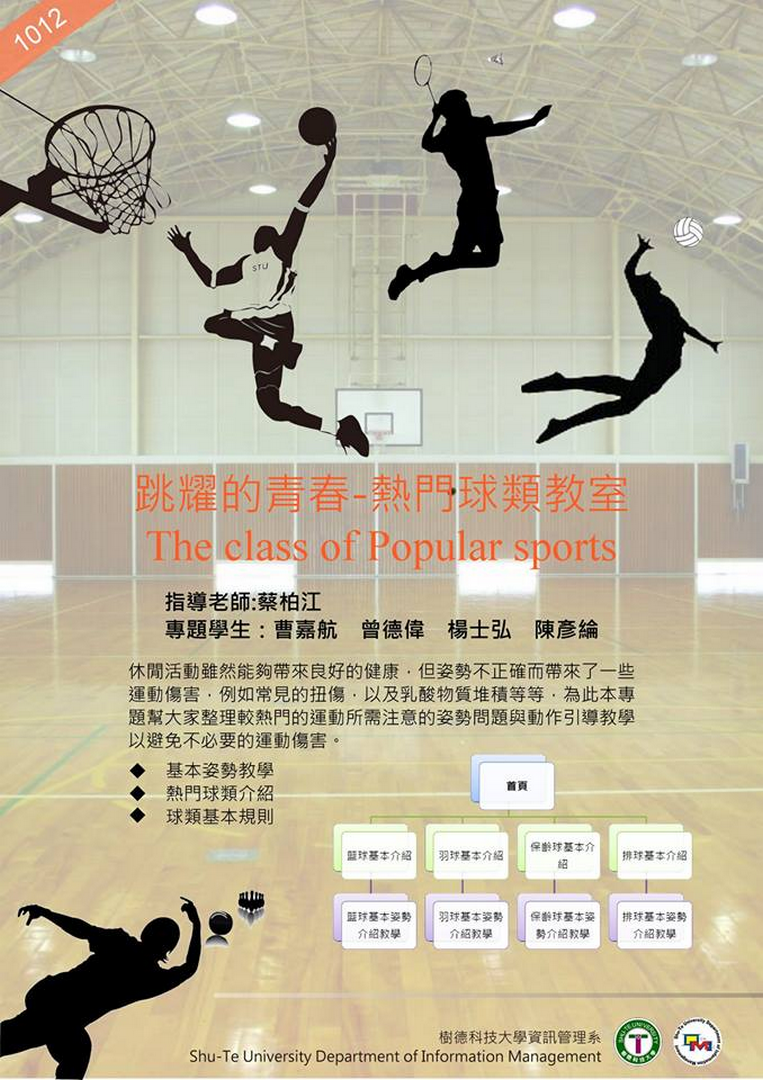 1012
STU
跳耀的青春-熱門球類教室
The class of Popular sports
指導老師:蔡柏江
專題學生：曹嘉航　曾德偉　楊士弘　陳彥綸
休閒活動雖然能夠帶來良好的健康，但姿勢不正確而帶來了一些
運動傷害，例如常見的扭傷，以及乳酸物質堆積等等，為此本專
題幫大家整理較熱門的運動所需注意的姿勢問題與動作引導教學
以避免不必要的運動傷害。
◆ 基本姿勢教學
◆ 熱門球類介紹
◆ 球類基本規則
首頁
籃球基本介紹
羽球基本介紹
保齡球基本介
紹
排球基本介紹
籃球基本姿勢
介紹教學
羽球基本姿勢
介紹教學
保齡球基本姿
勢介紹教學
排球基本姿勢
介紹教學
樹德科技大學資訊管理系
Shu-Te University Department of Information Management
SHU-TE UNIVERSITY
樹德科技大學